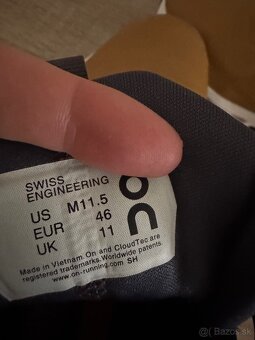 SWISS
ENGINEERING
US M11.5
EUR 46
UK 11
on
Made in Vietnam On and CloudTec are
registered trademarks. Worldwide patents.
www.on-running.com SH
Bazos.sk